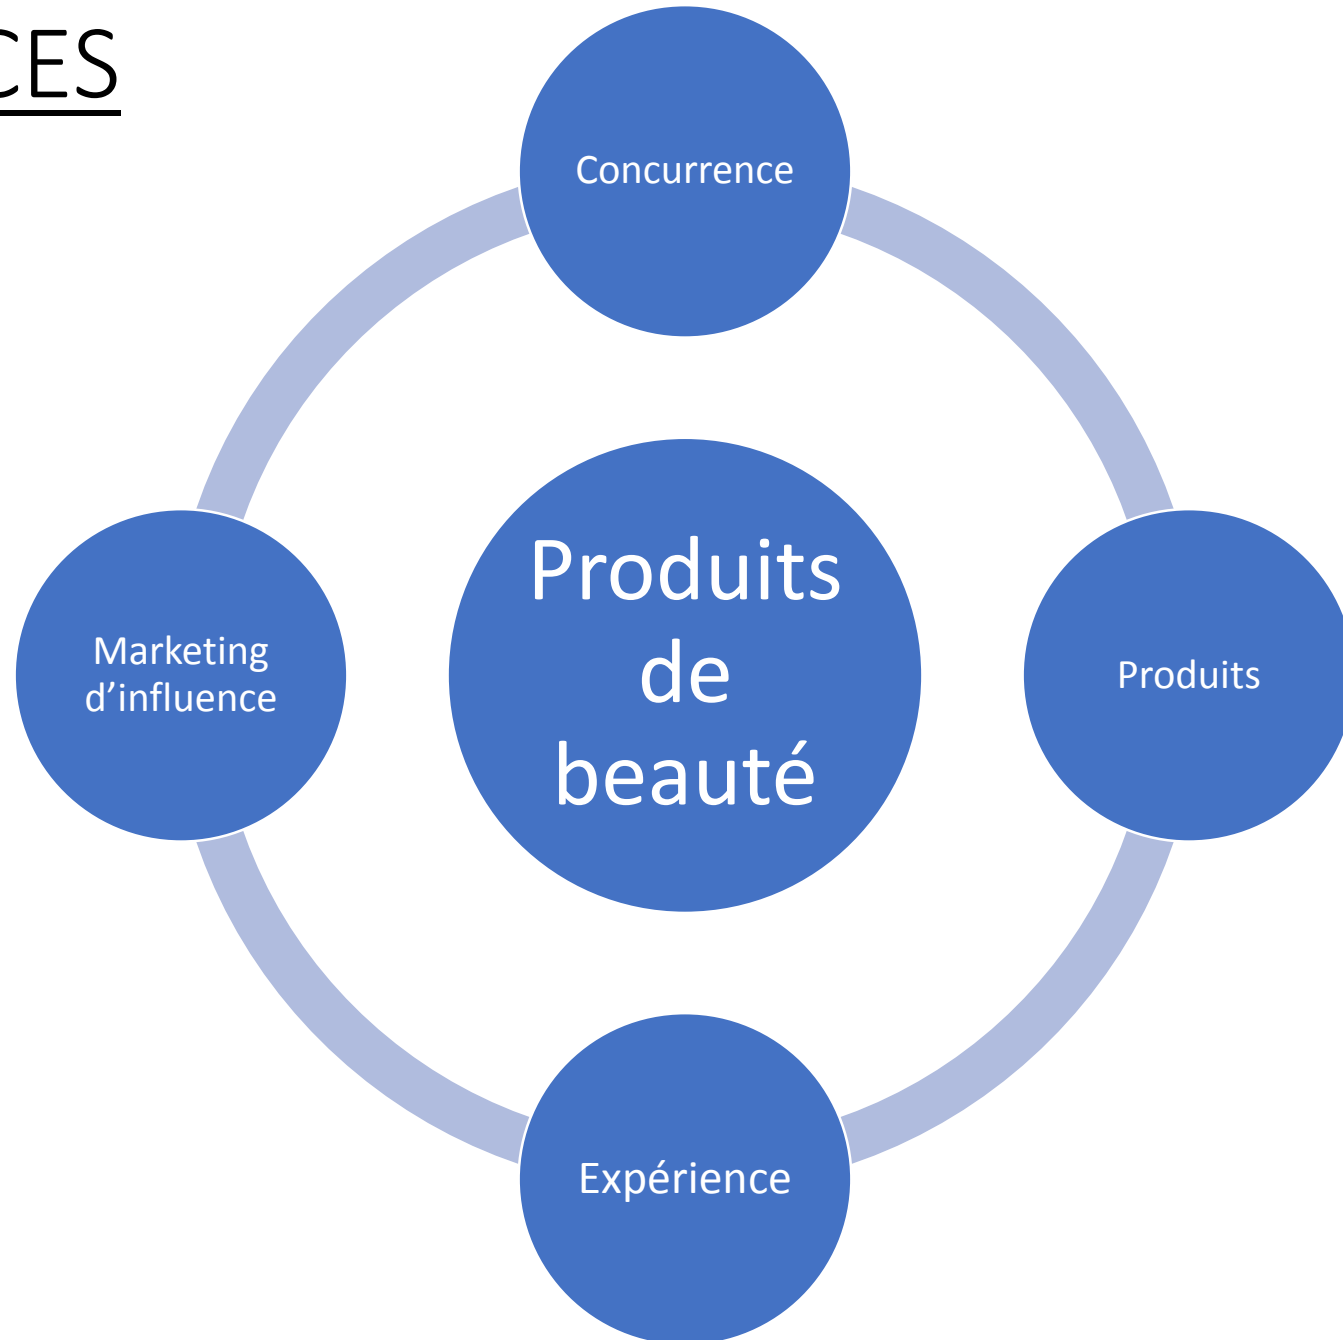 CES
Concurrence
Marketing
d’influence
Produits
de
beauté
Produits
Expérience